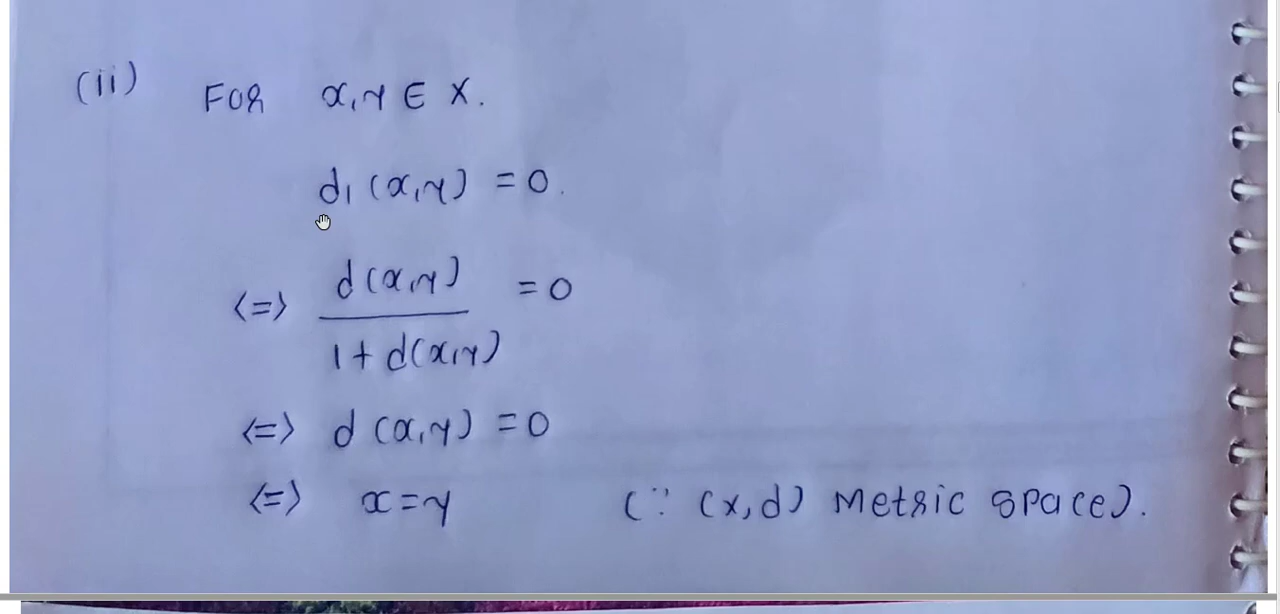 (ii) FOR x,y ∈ X.
d₁(x,y) = 0.
<=> d(x,y) / 1 + d(x,y) = 0
<=> d(x,y) = 0
<=> x = y (∵ (X,d) Metric space).